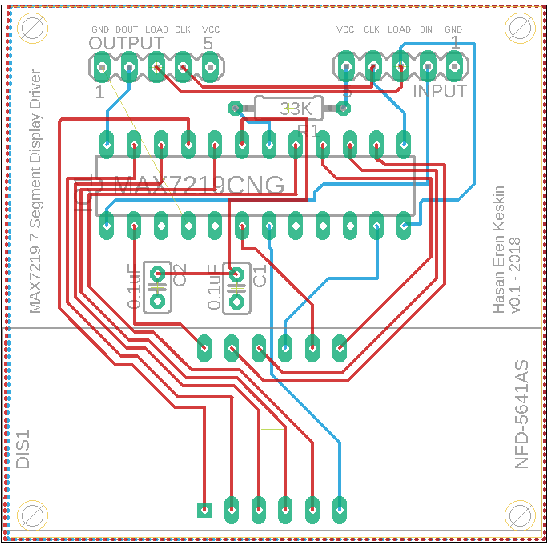 GND DOUT LOAD CLK VCC
OUTPUT 5
1
VCC CLK LOAD DIN GND
1
INPUT
33K
R1
MAX7219CNG
MAX7219 7 Segment Display Driver
0.1uF
C2
0.1uF
C1
Hasan Eren Keskin
v0.1 - 2018
DIS1
NFD-5641AS